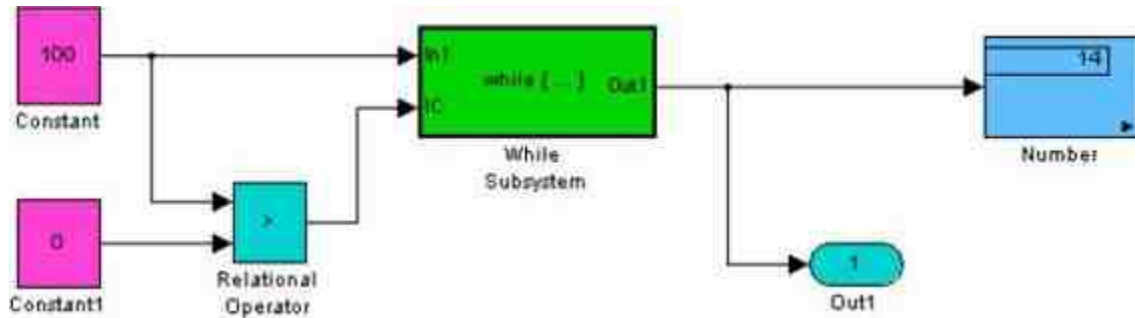 100
Constant
In1
IC
while { ... }
Out1
While
Subsystem
14
Number
0
Constant1
>
Relational
Operator
1
Out1